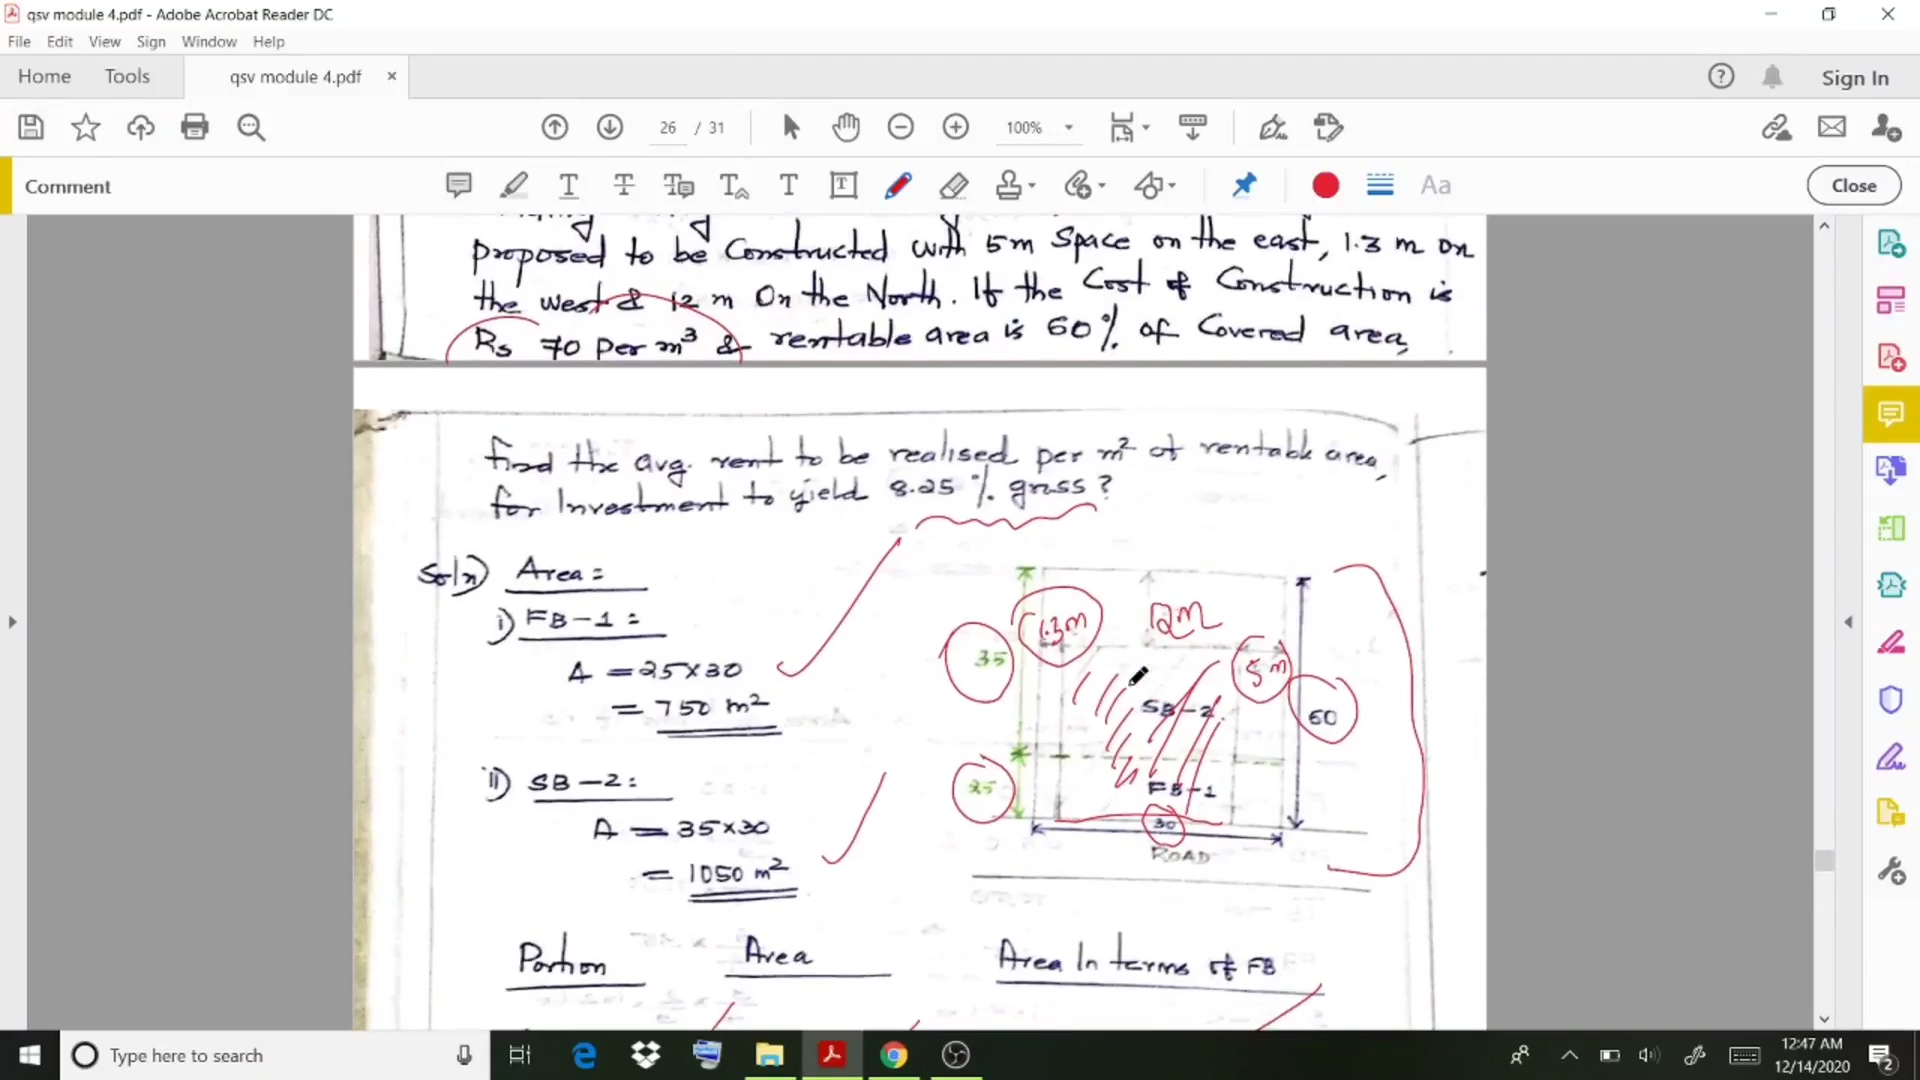 qsv module 4.pdf - Adobe Acrobat Reader DC
File Edit View Sign Window Help
Home Tools qsv module 4.pdf × Sign In
26 / 31 100%
Comment Close
proposed to be Constructed with 5m Space on the east, 1.3 m on
the west & 12 m On the North. If the Cost of Construction is
Rs 70 per m³ & rentable area is 60% of Covered area,
find the avg. rent to be realised per m² of rentable area,
for Investment to yield 8.25 % gross?
Soln) Area =
i) FB-1 =
A = 25×30
= 750 m²
ii) SB-2:
A = 35×30
= 1050 m²
1.3m 12m
35 5m
SB-2 60
25 FB-1
30
ROAD
Portion Area Area In terms of FB
Type here to search
12:47 AM
12/14/2020
2